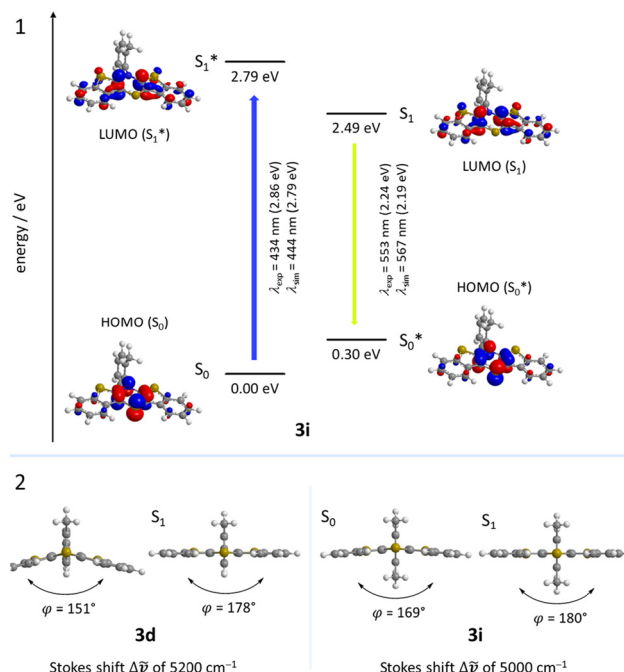 1
S₁*
2.79 eV
LUMO (S₁*)
S₁
2.49 eV
LUMO (S₁)
energy / eV
λexp = 434 nm (2.86 eV)
λsim = 444 nm (2.79 eV)
λexp = 553 nm (2.24 eV)
λsim = 567 nm (2.19 eV)
HOMO (S₀*)
HOMO (S₀)
S₀*
0.30 eV
S₀
0.00 eV
3i
2
S₁
S₀
S₁
φ = 151°
φ = 178°
φ = 169°
φ = 180°
3d
3i
Stokes shift Δν̃ of 5200 cm⁻¹
Stokes shift Δν̃ of 5000 cm⁻¹